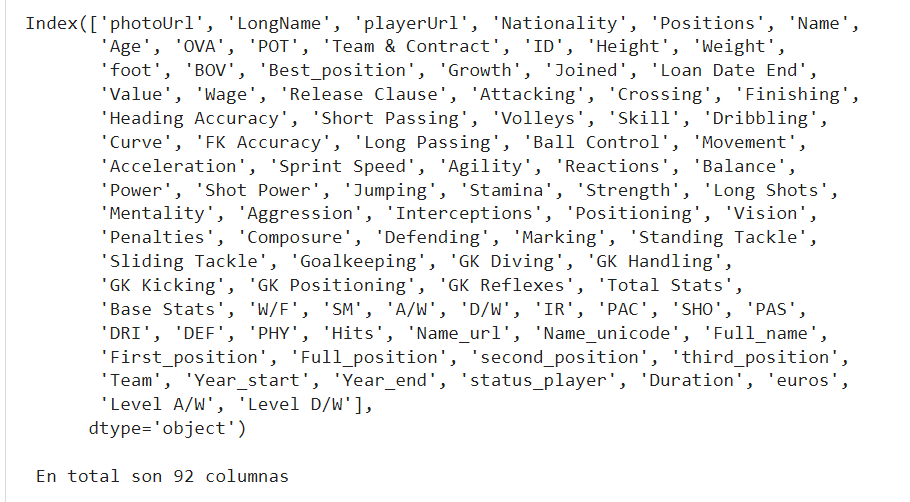 Index(['photoUrl', 'LongName', 'playerUrl', 'Nationality', 'Positions', 'Name',
'Age', 'OVA', 'POT', 'Team & Contract', 'ID', 'Height', 'Weight',
'foot', 'BOV', 'Best_position', 'Growth', 'Joined', 'Loan Date End',
'Value', 'Wage', 'Release Clause', 'Attacking', 'Crossing', 'Finishing',
'Heading Accuracy', 'Short Passing', 'Volleys', 'Skill', 'Dribbling',
'Curve', 'FK Accuracy', 'Long Passing', 'Ball Control', 'Movement',
'Acceleration', 'Sprint Speed', 'Agility', 'Reactions', 'Balance',
'Power', 'Shot Power', 'Jumping', 'Stamina', 'Strength', 'Long Shots',
'Mentality', 'Aggression', 'Interceptions', 'Positioning', 'Vision',
'Penalties', 'Composure', 'Defending', 'Marking', 'Standing Tackle',
'Sliding Tackle', 'Goalkeeping', 'GK Diving', 'GK Handling',
'GK Kicking', 'GK Positioning', 'GK Reflexes', 'Total Stats',
'Base Stats', 'W/F', 'SM', 'A/W', 'D/W', 'IR', 'PAC', 'SHO', 'PAS',
'DRI', 'DEF', 'PHY', 'Hits', 'Name_url', 'Name_unicode', 'Full_name',
'First_position', 'Full_position', 'second_position', 'third_position',
'Team', 'Year_start', 'Year_end', 'status_player', 'Duration', 'euros',
'Level A/W', 'Level D/W'],
dtype='object')
En total son 92 columnas